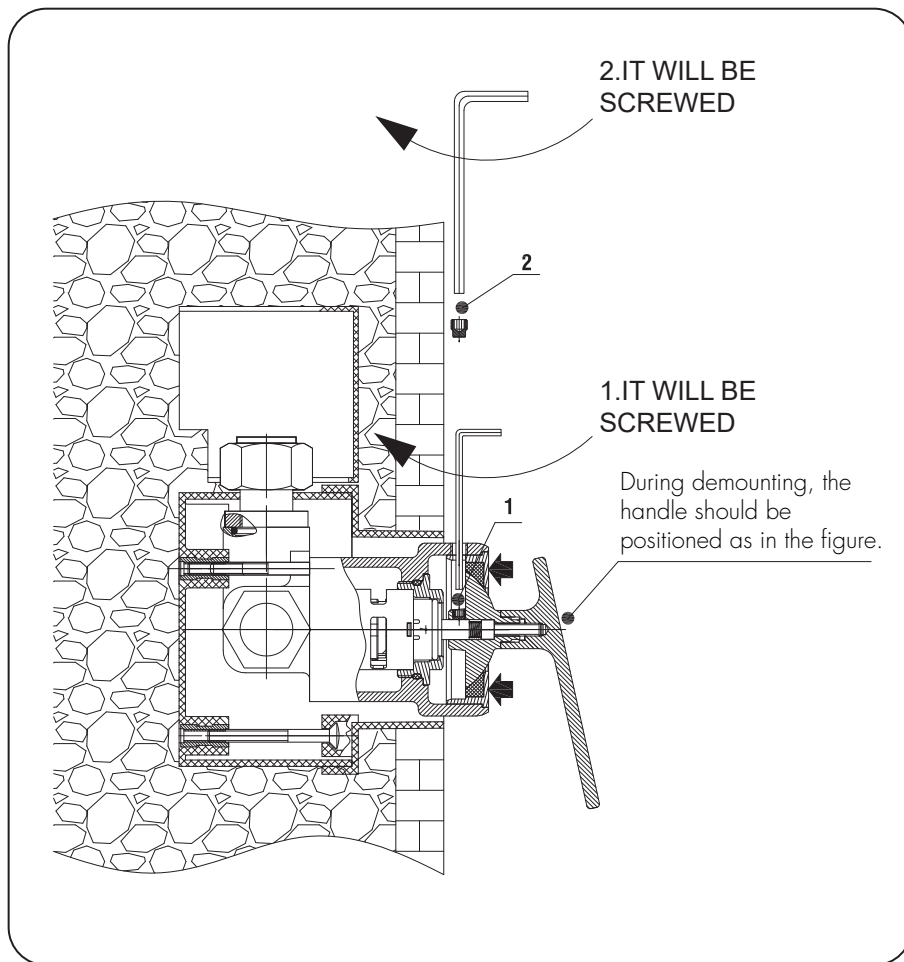 2.IT WILL BE
SCREWED
2
1.IT WILL BE
SCREWED
1
During demounting, the
handle should be
positioned as in the figure.